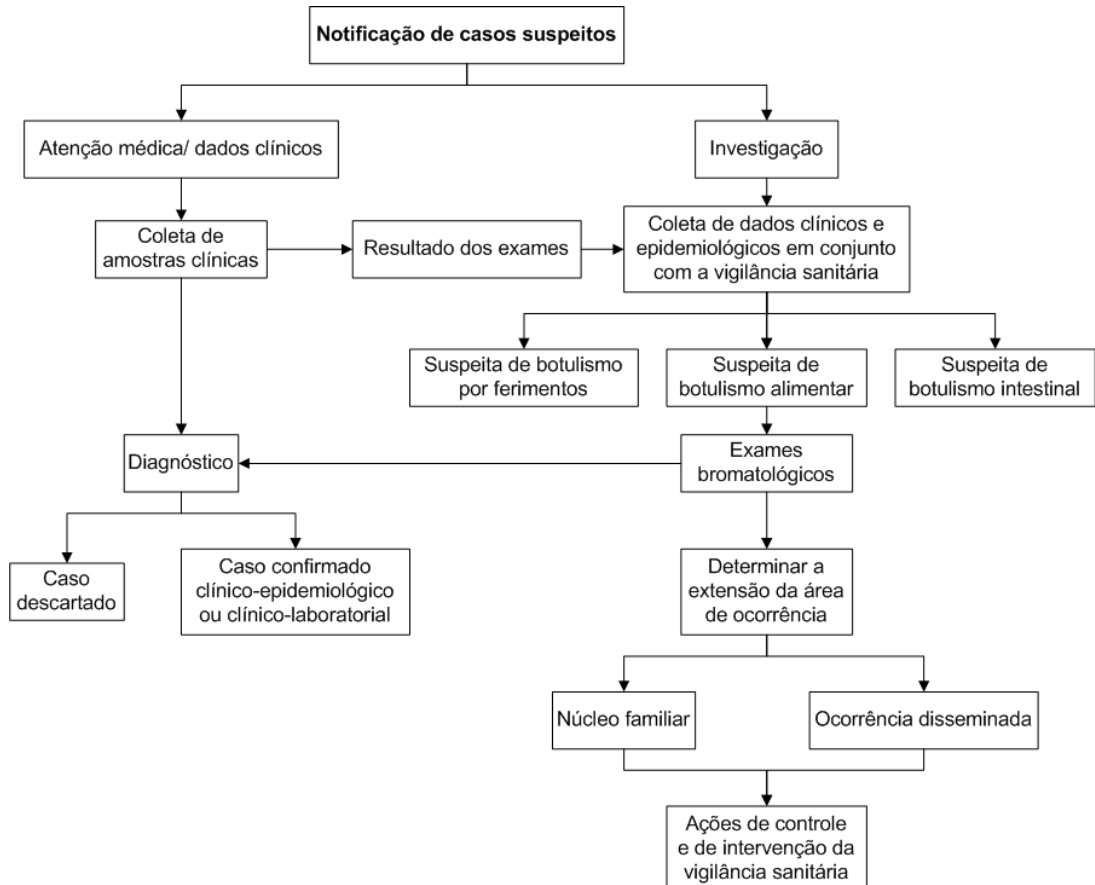 Notificação de casos suspeitos
Atenção médica/ dados clínicos
Investigação
Coleta de
amostras clínicas
Resultado dos exames
Coleta de dados clínicos e
epidemiológicos em conjunto
com a vigilância sanitária
Suspeita de botulismo
por ferimentos
Suspeita de
botulismo alimentar
Suspeita de
botulismo intestinal
Diagnóstico
Exames
bromatológicos
Caso
descartado
Caso confirmado
clínico-epidemiológico
ou clínico-laboratorial
Determinar a
extensão da área
de ocorrência
Núcleo familiar
Ocorrência disseminada
Ações de controle
e de intervenção da
vigilância sanitária